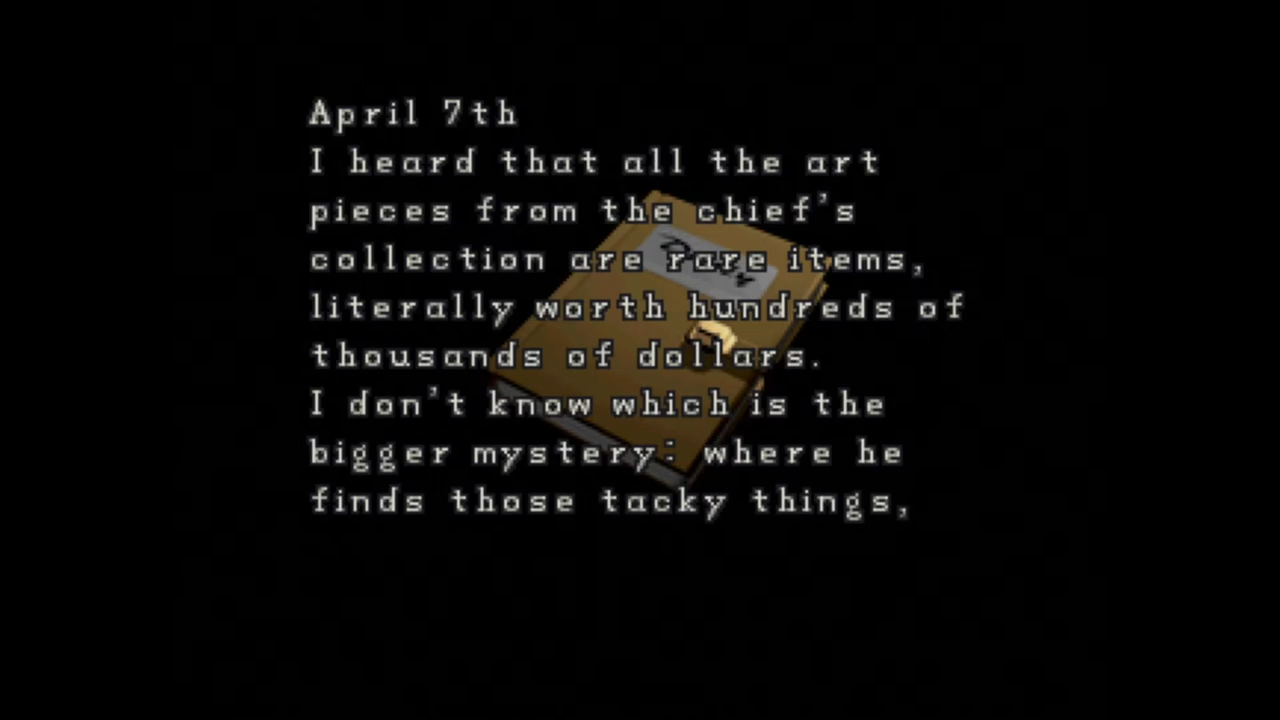 April 7th
I heard that all the art
pieces from the chief's
collection are rare items,
literally worth hundreds of
thousands of dollars.
I don't know which is the
bigger mystery: where he
finds those tacky things,
Diary